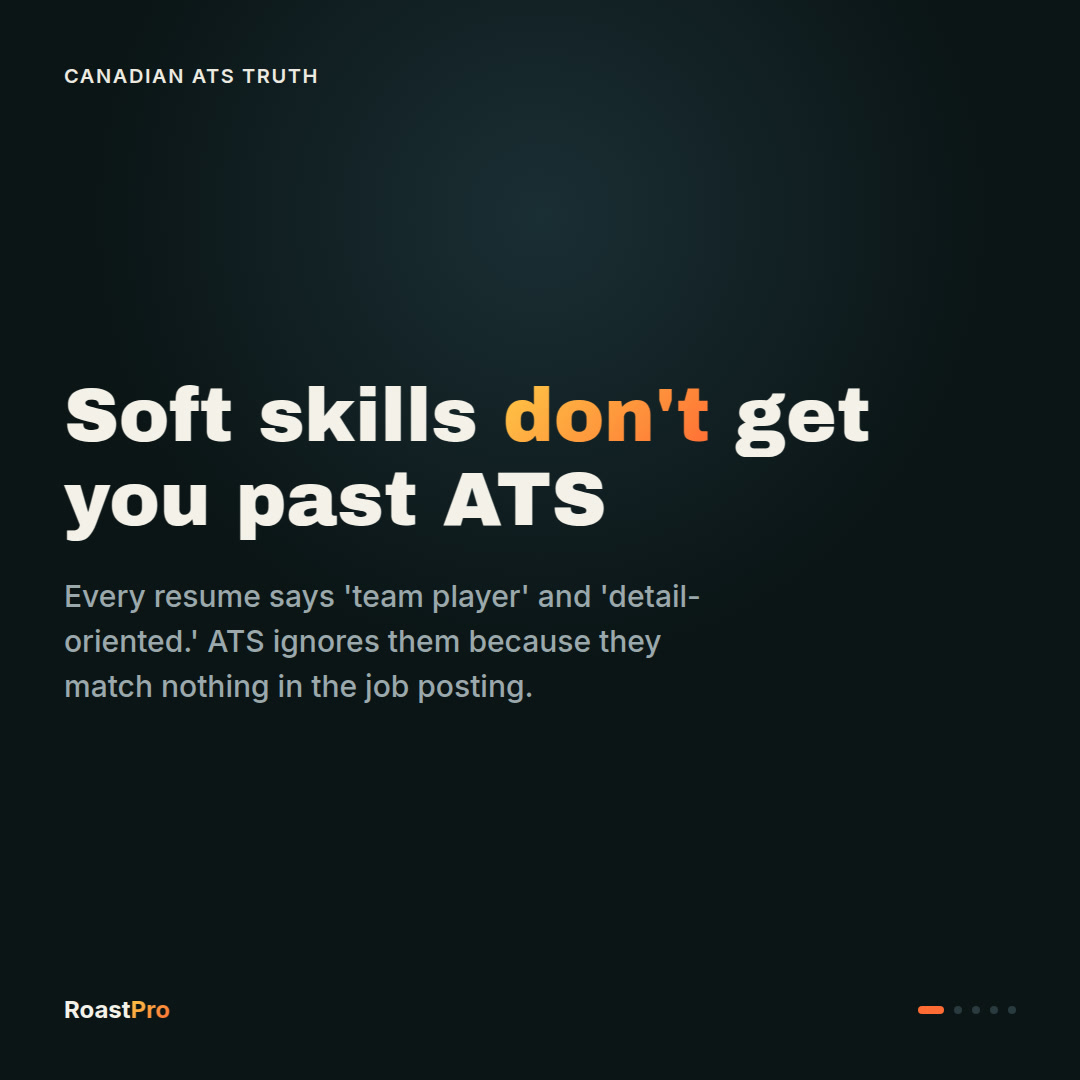 CANADIAN ATS TRUTH
Soft skills don't get
you past ATS
Every resume says 'team player' and 'detail-
oriented.' ATS ignores them because they
match nothing in the job posting.
RoastPro